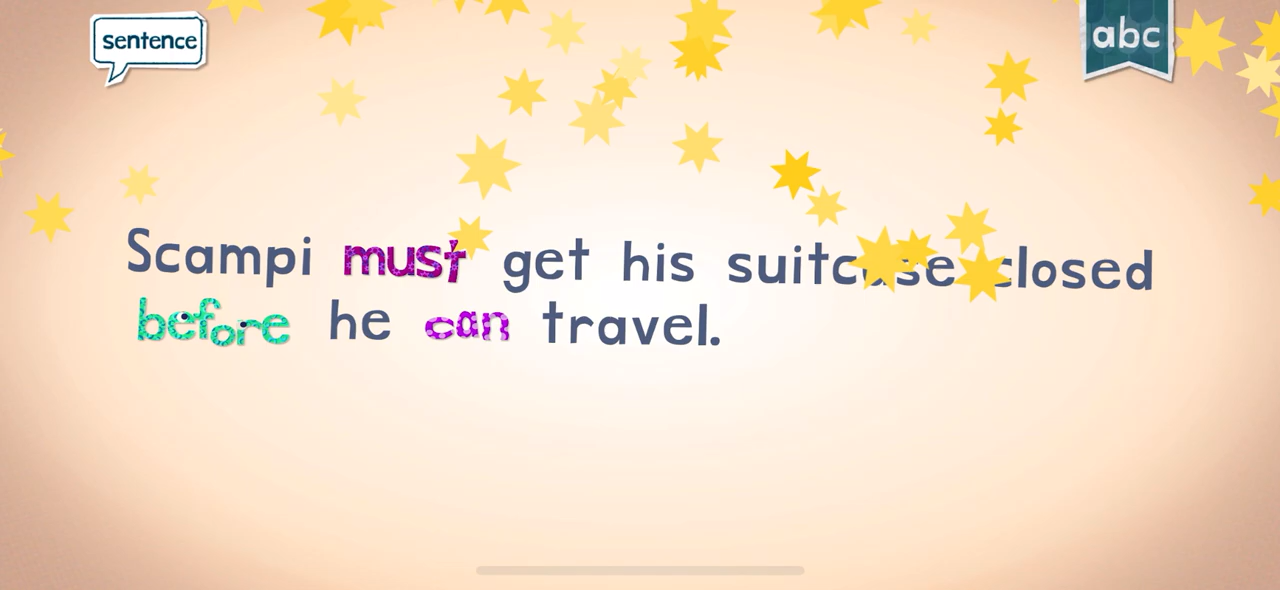 sentence
abc
Scampi must get his suitcase closed
before he can travel.